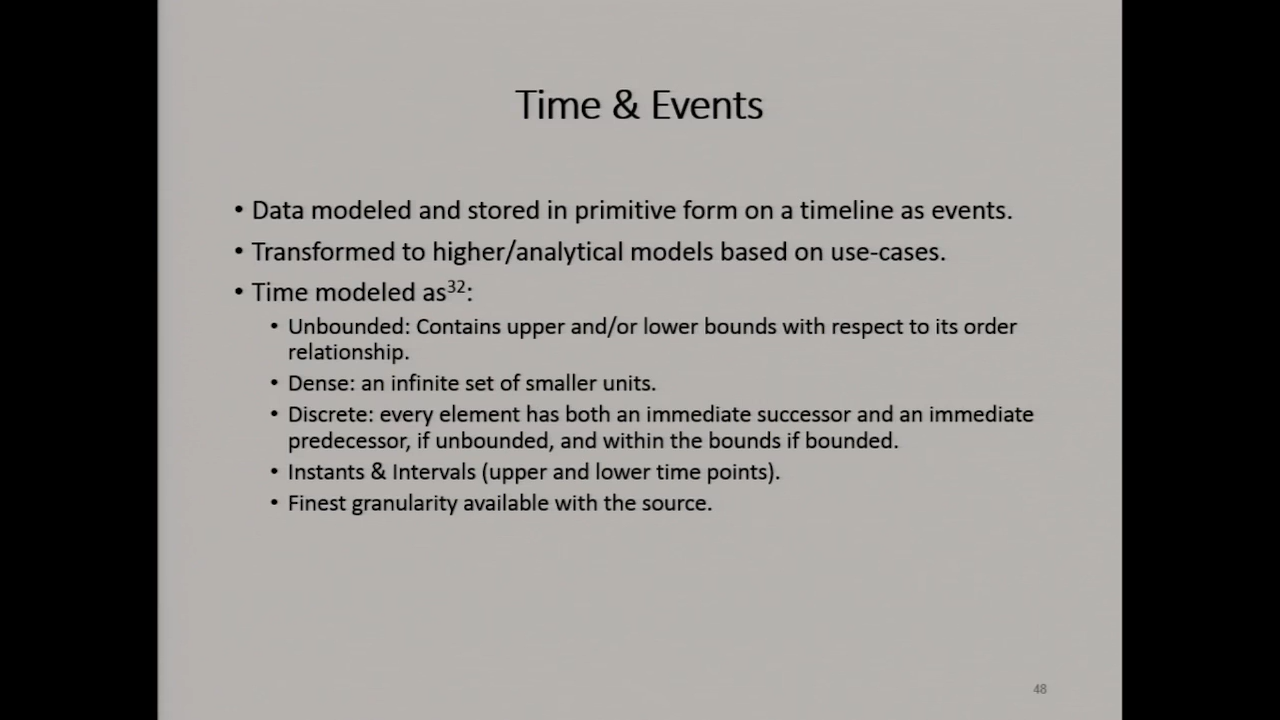 Time & Events
• Data modeled and stored in primitive form on a timeline as events.
• Transformed to higher/analytical models based on use-cases.
• Time modeled as32:
• Unbounded: Contains upper and/or lower bounds with respect to its order
relationship.
• Dense: an infinite set of smaller units.
• Discrete: every element has both an immediate successor and an immediate
predecessor, if unbounded, and within the bounds if bounded.
• Instants & Intervals (upper and lower time points).
• Finest granularity available with the source.
48